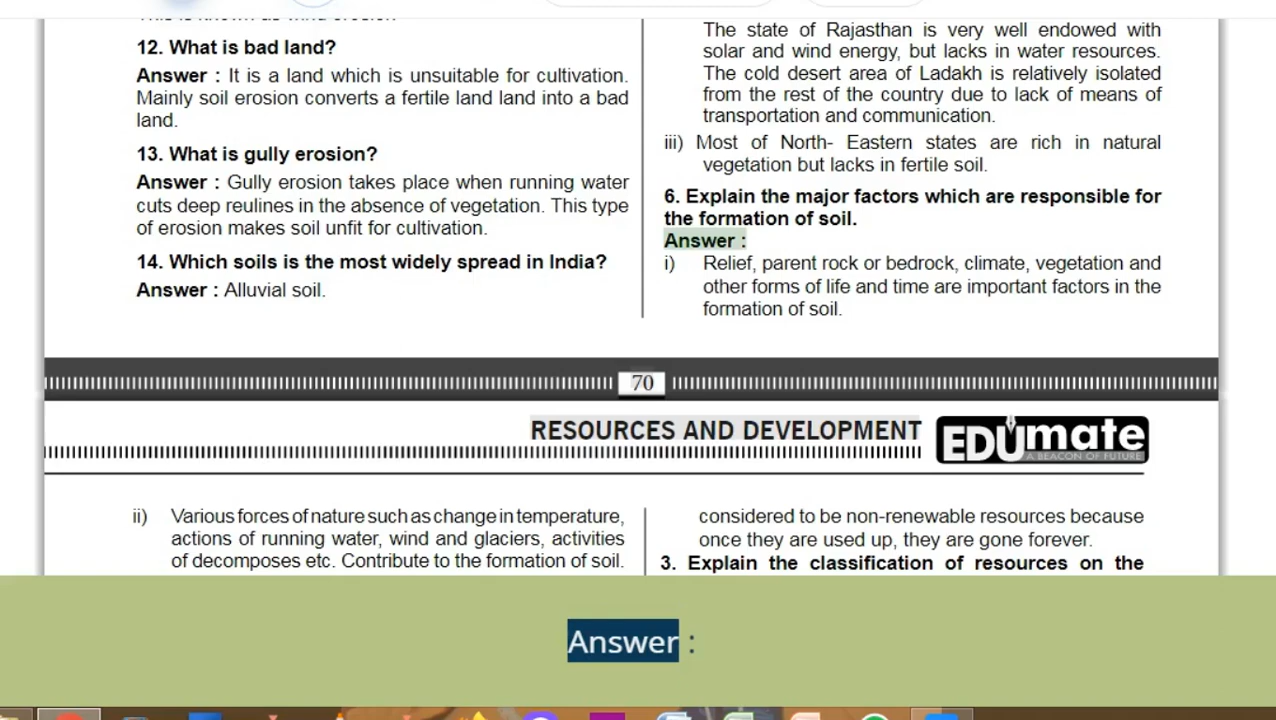 12. What is bad land?
Answer : It is a land which is unsuitable for cultivation.
Mainly soil erosion converts a fertile land land into a bad
land.
13. What is gully erosion?
Answer : Gully erosion takes place when running water
cuts deep reulines in the absence of vegetation. This type
of erosion makes soil unfit for cultivation.
14. Which soils is the most widely spread in India?
Answer : Alluvial soil.
The state of Rajasthan is very well endowed with
solar and wind energy, but lacks in water resources.
The cold desert area of Ladakh is relatively isolated
from the rest of the country due to lack of means of
transportation and communication.
iii) Most of North- Eastern states are rich in natural
vegetation but lacks in fertile soil.
6. Explain the major factors which are responsible for
the formation of soil.
Answer :
i) Relief, parent rock or bedrock, climate, vegetation and
other forms of life and time are important factors in the
formation of soil.
70
RESOURCES AND DEVELOPMENT
EDUmate
A BEACON OF FUTURE
ii) Various forces of nature such as change in temperature,
actions of running water, wind and glaciers, activities
of decomposes etc. Contribute to the formation of soil.
considered to be non-renewable resources because
once they are used up, they are gone forever.
3. Explain the classification of resources on the
Answer :